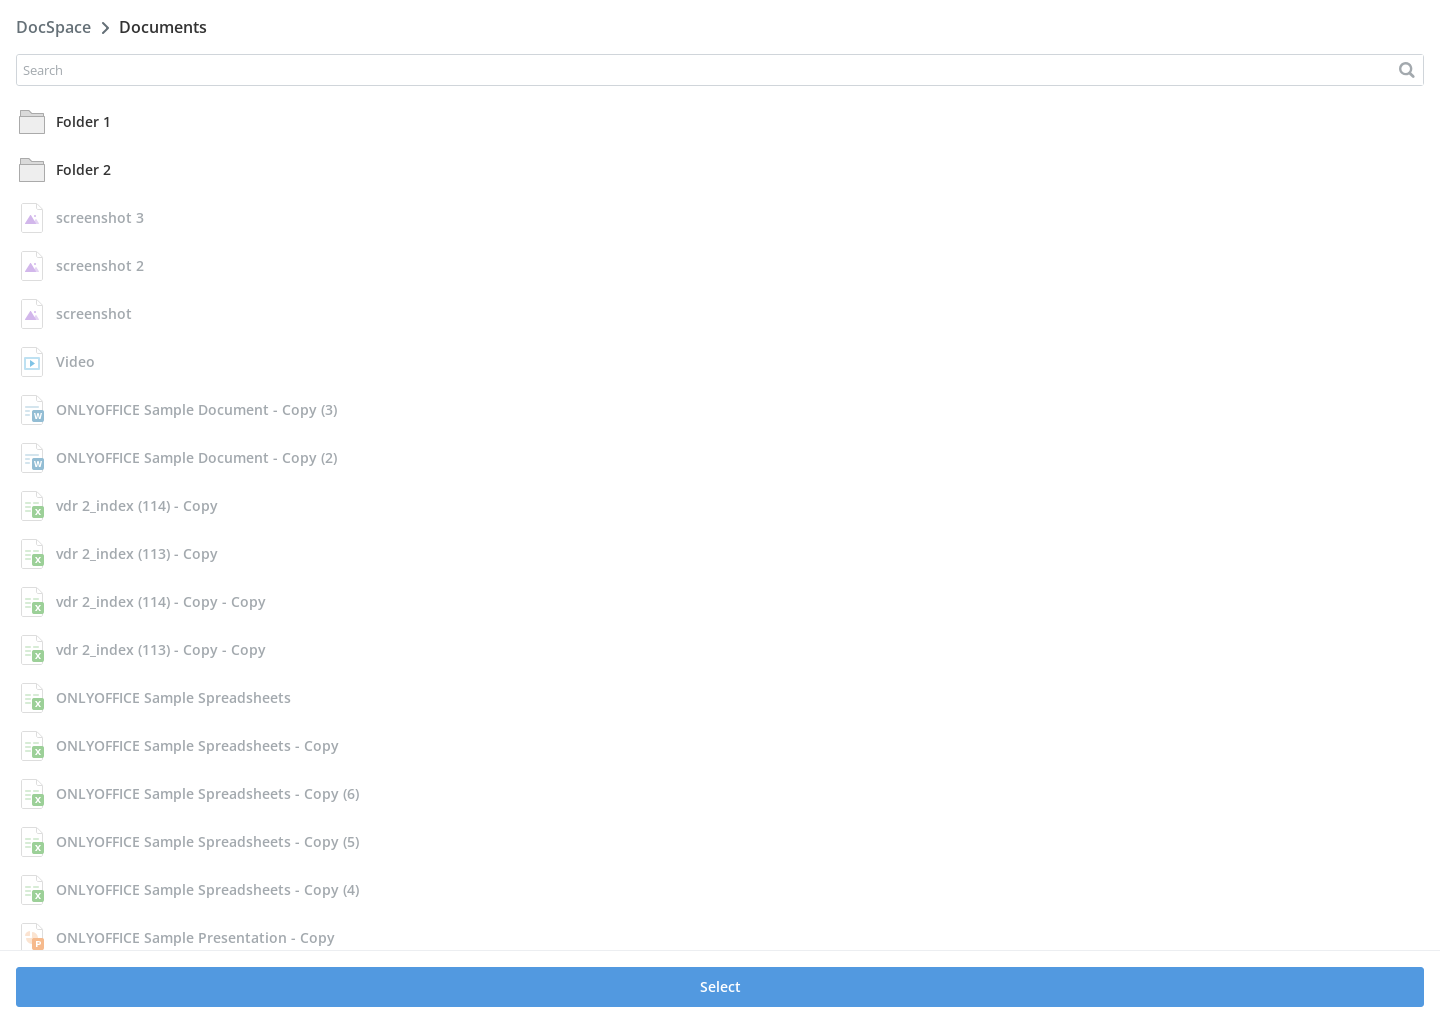 DocSpace > Documents
Search
Folder 1
Folder 2
screenshot 3
screenshot 2
screenshot
Video
ONLYOFFICE Sample Document - Copy (3)
ONLYOFFICE Sample Document - Copy (2)
vdr 2_index (114) - Copy
vdr 2_index (113) - Copy
vdr 2_index (114) - Copy - Copy
vdr 2_index (113) - Copy - Copy
ONLYOFFICE Sample Spreadsheets
ONLYOFFICE Sample Spreadsheets - Copy
ONLYOFFICE Sample Spreadsheets - Copy (6)
ONLYOFFICE Sample Spreadsheets - Copy (5)
ONLYOFFICE Sample Spreadsheets - Copy (4)
ONLYOFFICE Sample Presentation - Copy
Select